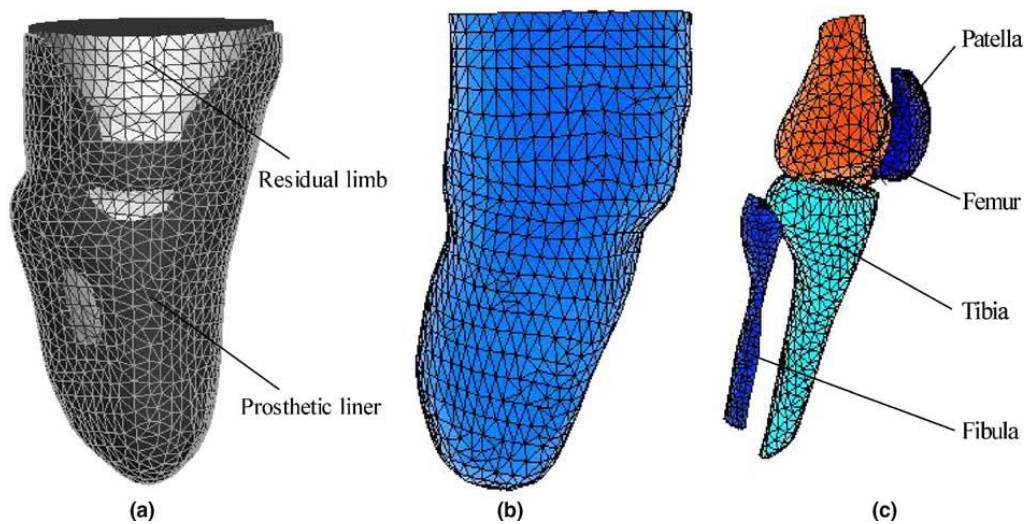 Residual limb
Prosthetic liner
(a)
(b)
Patella
Femur
Tibia
Fibula
(c)